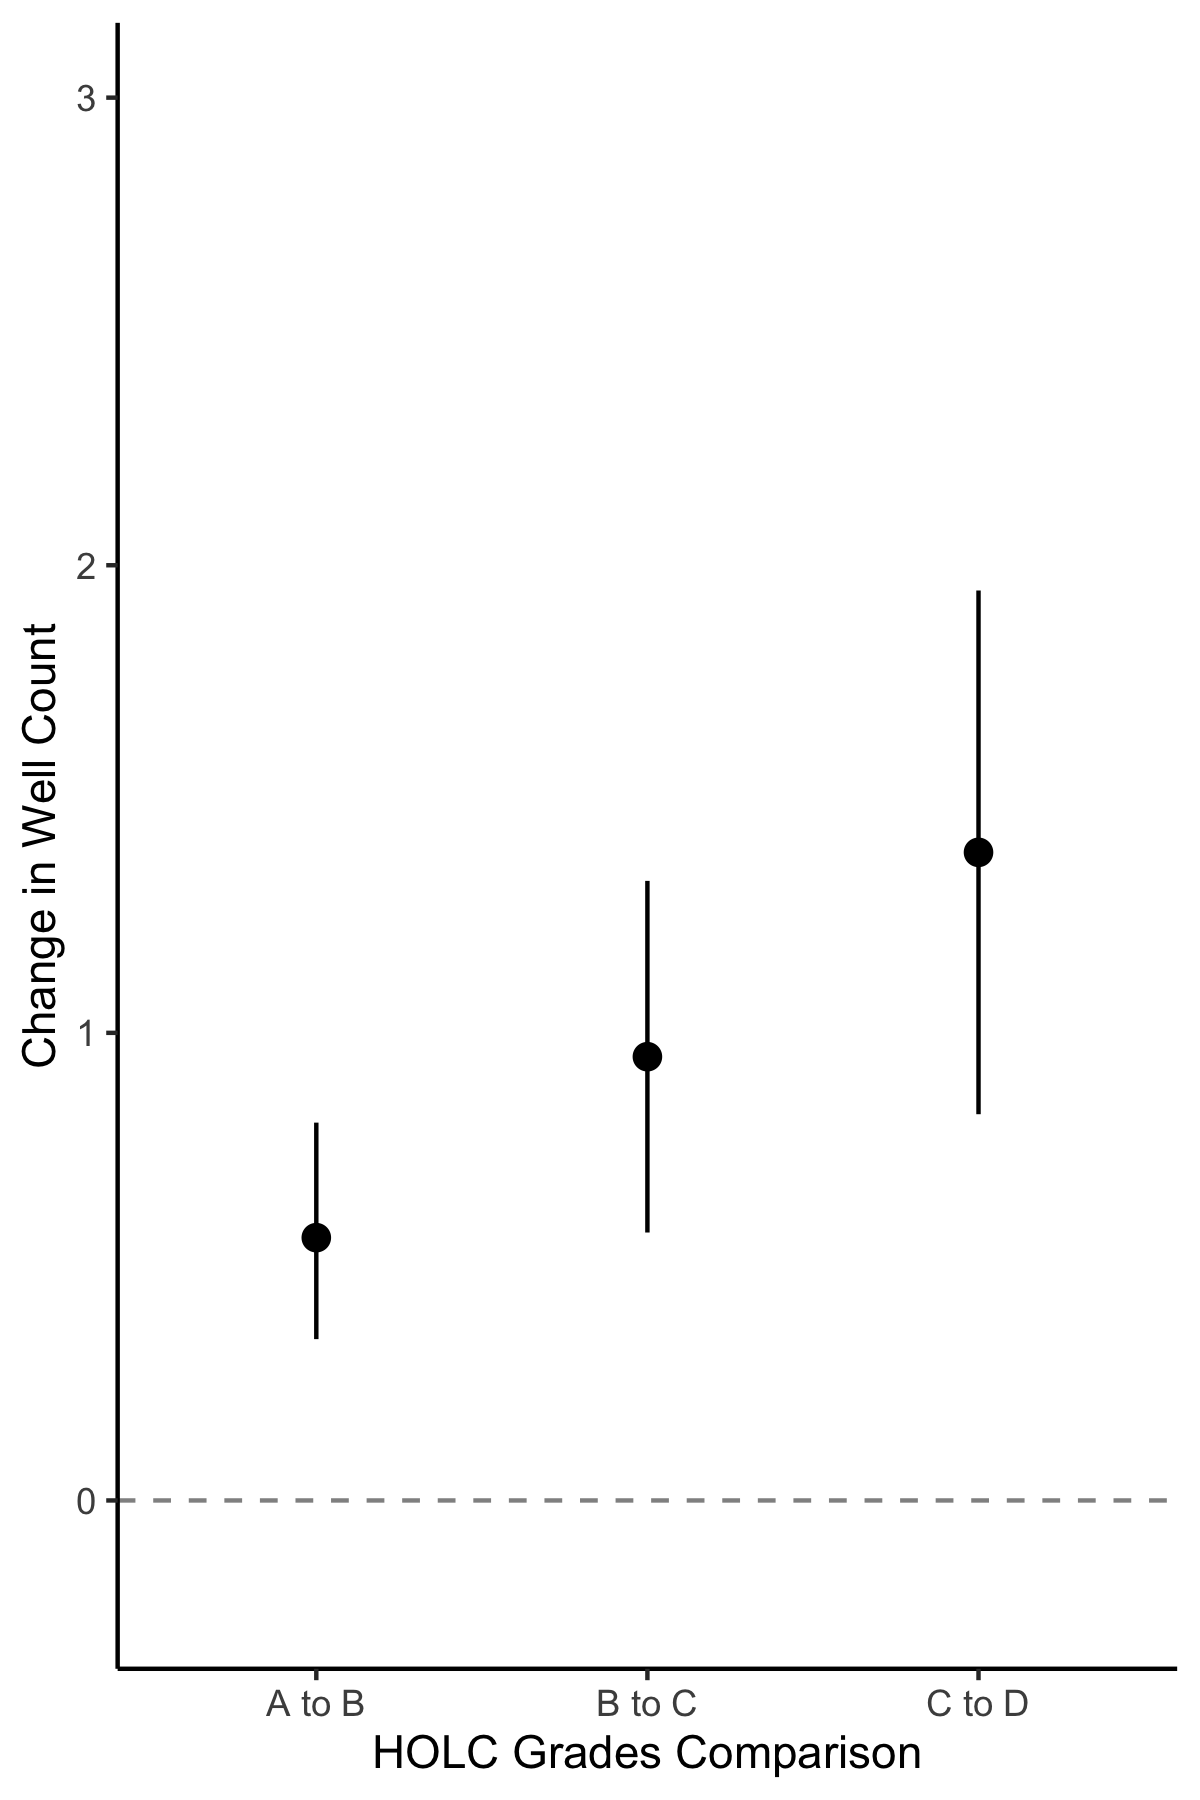 Change in Well Count
3
2
1
0
A to B
B to C
C to D
HOLC Grades Comparison